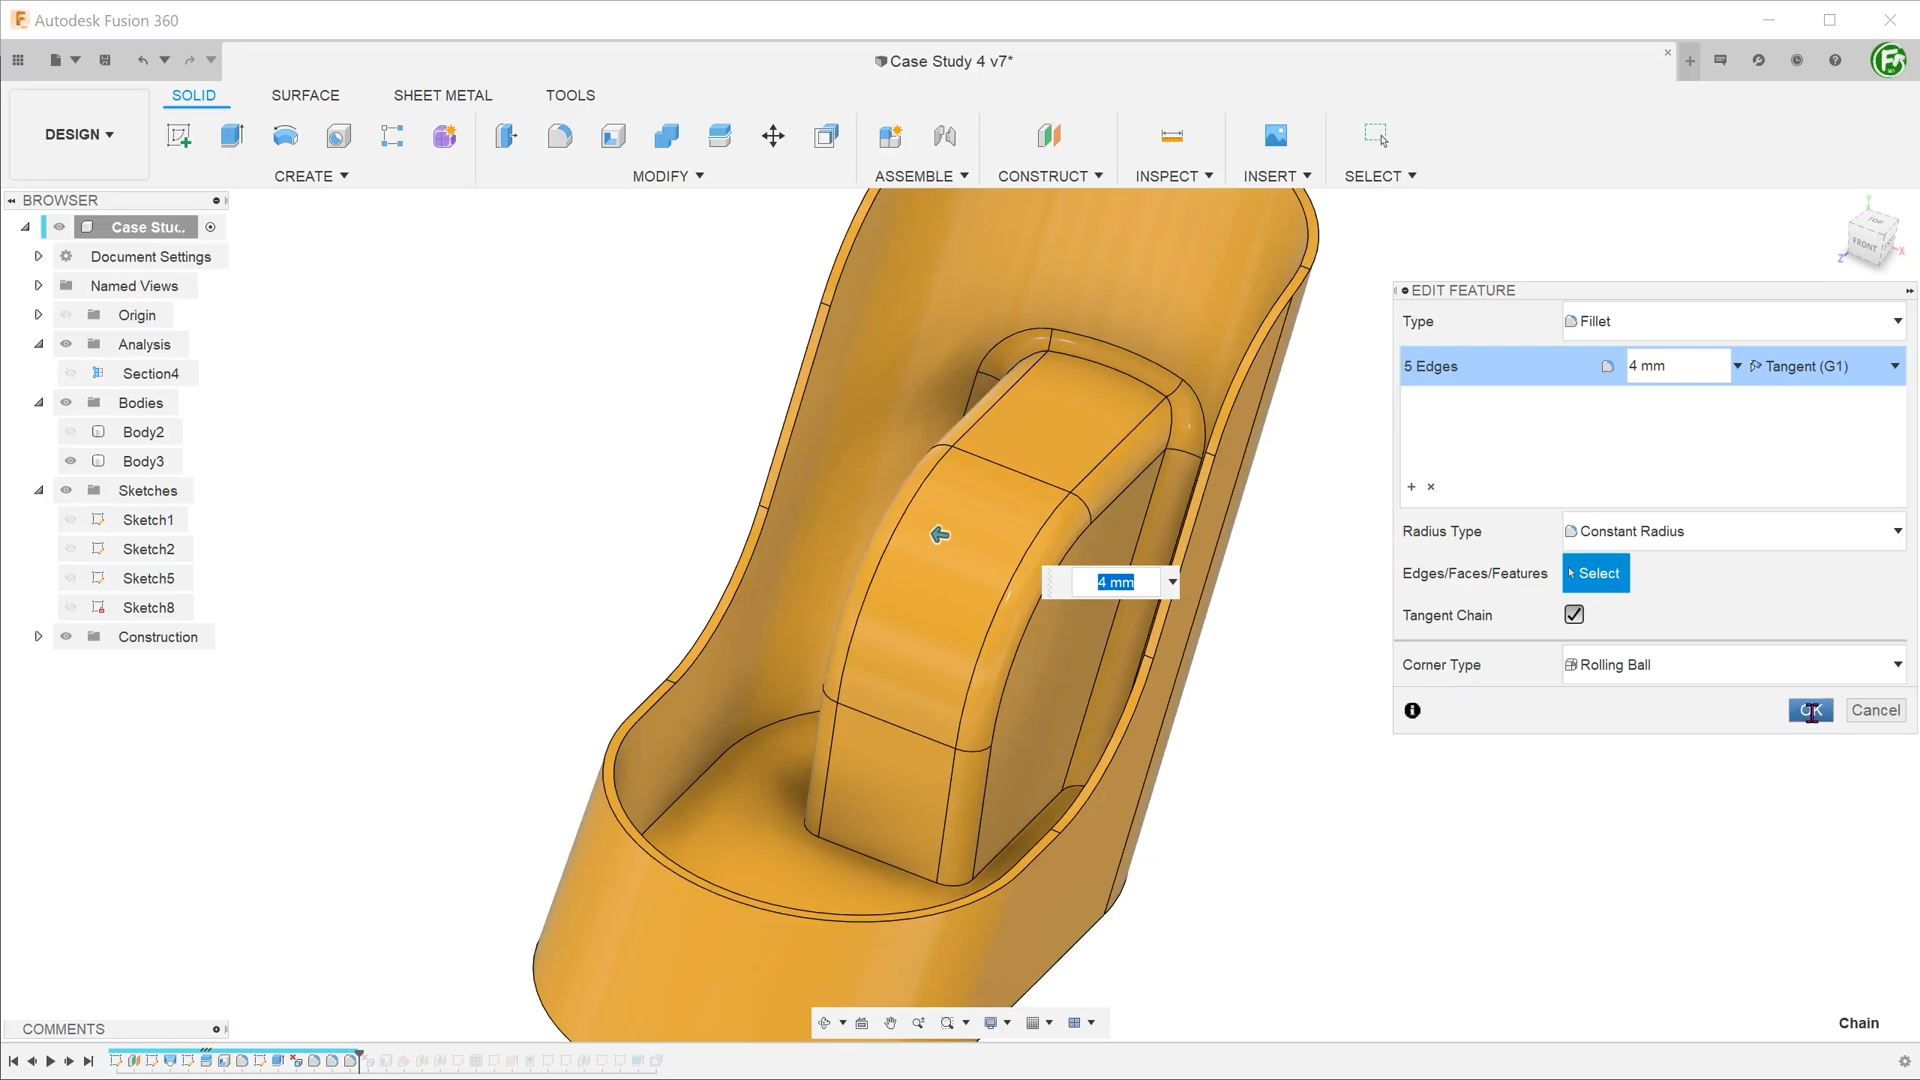 Autodesk Fusion 360
Case Study 4 v7*
SOLID SURFACE SHEET METAL TOOLS
DESIGN
CREATE MODIFY ASSEMBLE CONSTRUCT INSPECT INSERT SELECT
BROWSER
Case Stu..
Document Settings
Named Views
Origin
Analysis
Section4
Bodies
Body2
Body3
Sketches
Sketch1
Sketch2
Sketch5
Sketch8
Construction
TOP
FRONT
Y
X
Z
EDIT FEATURE
Type Fillet
5 Edges 4 mm Tangent (G1)
Radius Type Constant Radius
Edges/Faces/Features Select
Tangent Chain
Corner Type Rolling Ball
OK Cancel
4 mm
COMMENTS
Chain